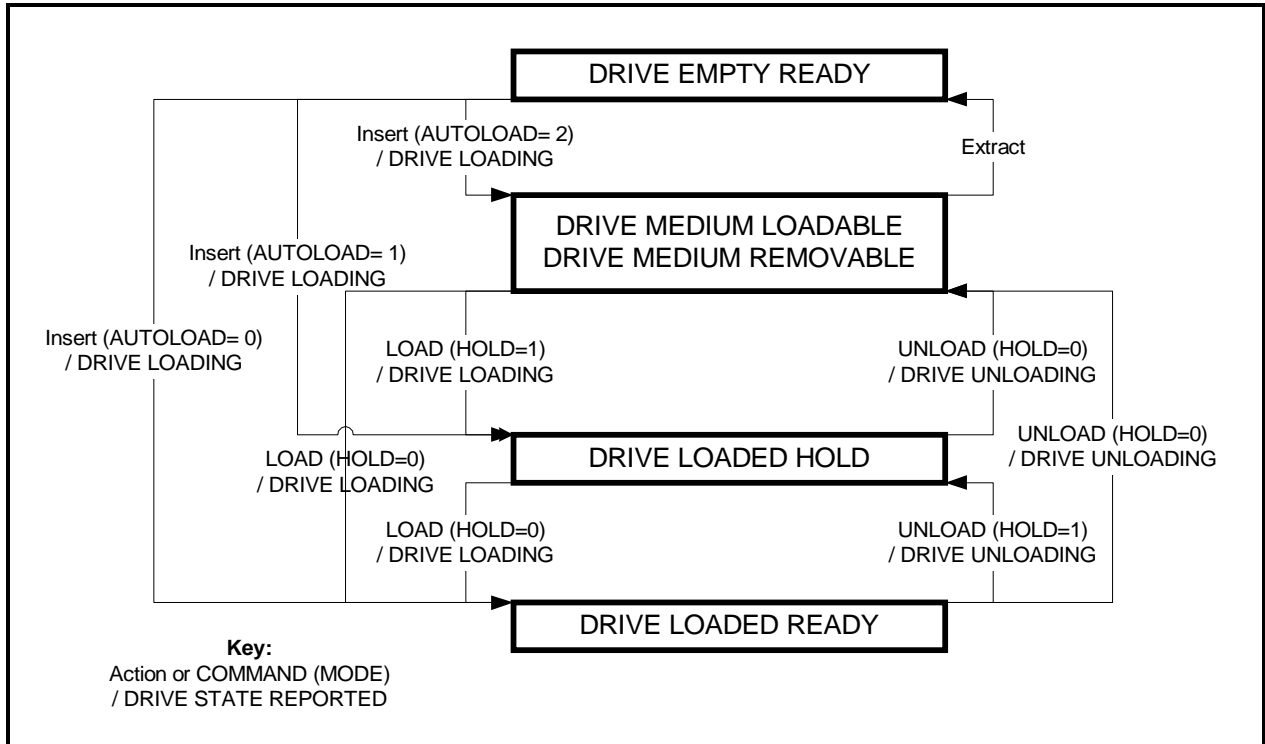 DRIVE EMPTY READY
Insert (AUTOLOAD= 2)
/ DRIVE LOADING
Extract
DRIVE MEDIUM LOADABLE
DRIVE MEDIUM REMOVABLE
Insert (AUTOLOAD= 1)
/ DRIVE LOADING
Insert (AUTOLOAD= 0)
/ DRIVE LOADING
LOAD (HOLD=1)
/ DRIVE LOADING
UNLOAD (HOLD=0)
/ DRIVE UNLOADING
UNLOAD (HOLD=0)
/ DRIVE UNLOADING
LOAD (HOLD=0)
/ DRIVE LOADING
DRIVE LOADED HOLD
LOAD (HOLD=0)
/ DRIVE LOADING
UNLOAD (HOLD=1)
/ DRIVE UNLOADING
DRIVE LOADED READY
Key:
Action or COMMAND (MODE)
/ DRIVE STATE REPORTED